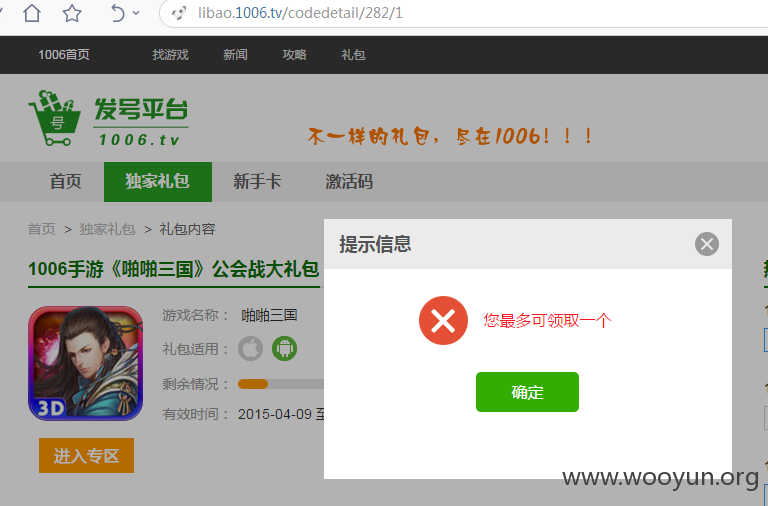 libao.1006.tv/codedetail/282/1
1006首页 找游戏 新闻 攻略 礼包
号 发号平台
1006.tv
不一样的礼包，尽在1006！！！
首页 独家礼包 新手卡 激活码
首页 > 独家礼包 > 礼包内容
提示信息
1006手游《啪啪三国》公会战大礼包
游戏名称： 啪啪三国
您最多可领取一个
礼包适用：
剩余情况：
确定
3D
有效时间： 2015-04-09 至
进入专区
www.wooyun.org